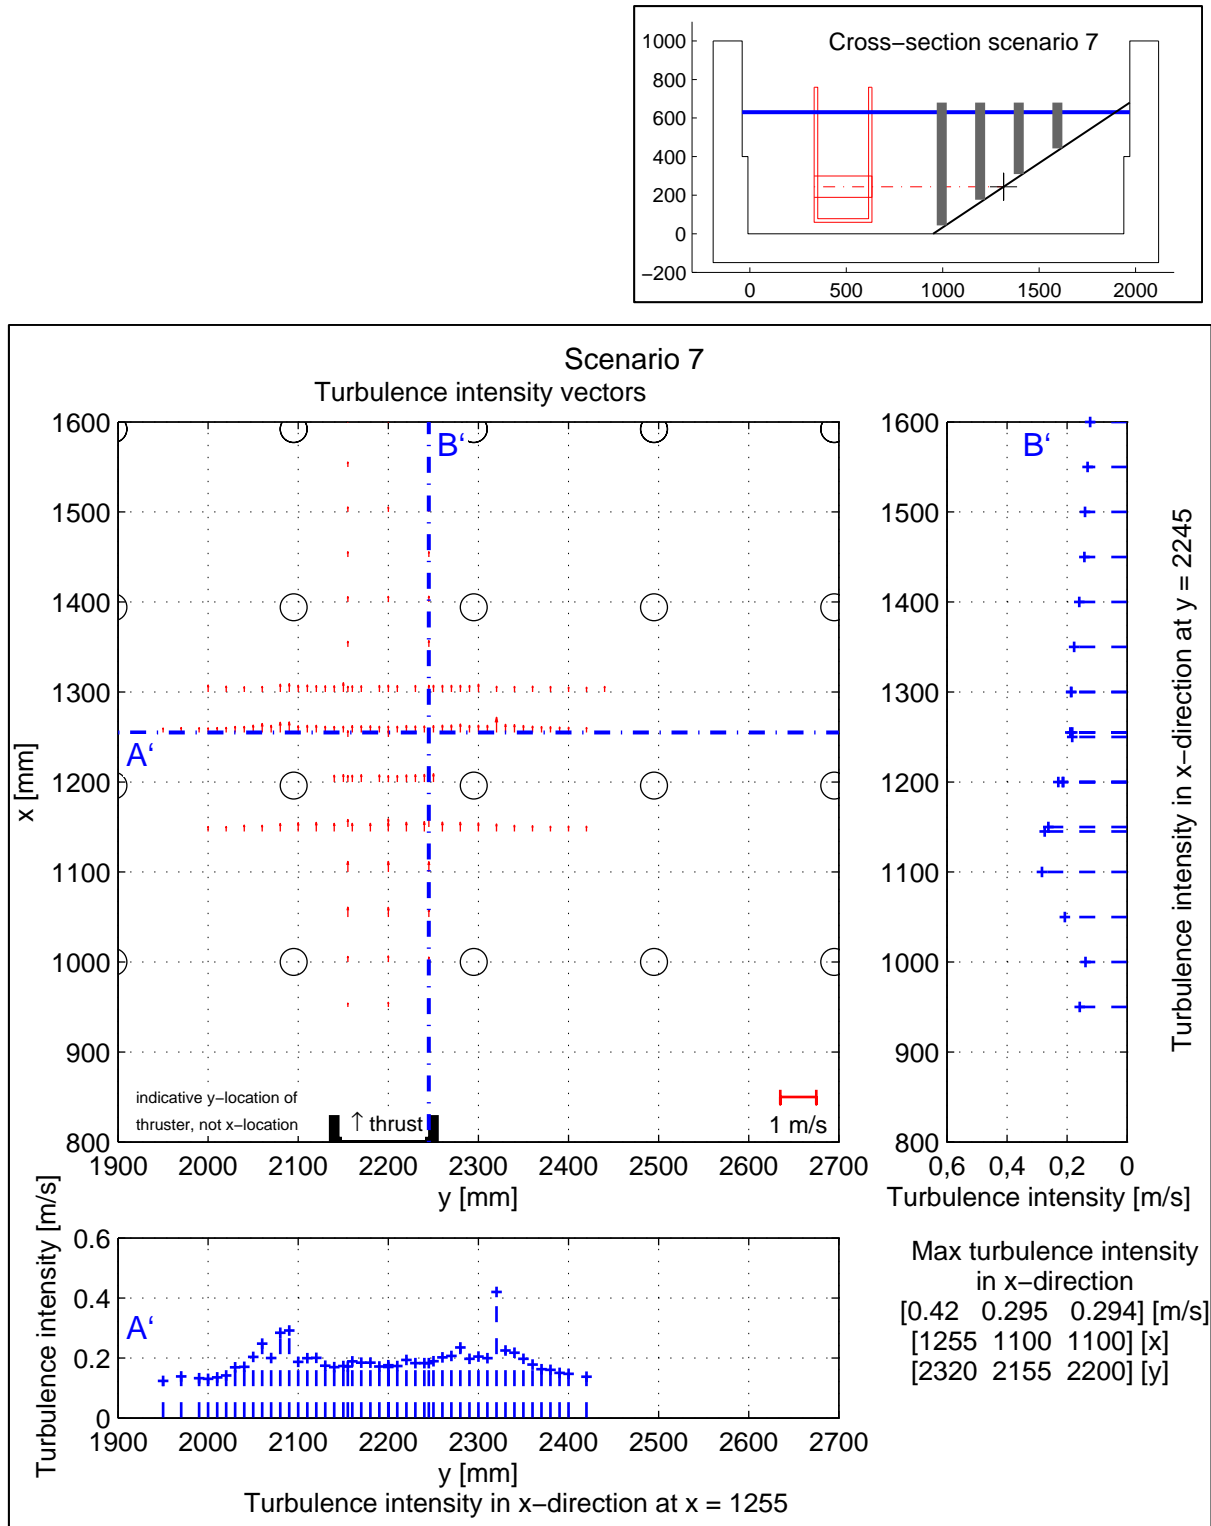 Cross−section scenario 7
1000
800
600
400
200
0
−200
0 500 1000 1500 2000
Scenario 7
Turbulence intensity vectors
1600
1500
1400
1300
1200
1100
1000
900
800
x [mm]
A‘
B‘
indicative y−location of
thruster, not x−location
↑ thrust
1 m/s
1900 2000 2100 2200 2300 2400 2500 2600 2700
y [mm]
B‘
1600
1500
1400
1300
1200
1100
1000
900
800
0,6 0,4 0,2 0
Turbulence intensity [m/s]
Turbulence intensity in x−direction at y = 2245
Turbulence intensity [m/s]
0.6
0.4
0.2
0
A‘
1900 2000 2100 2200 2300 2400 2500 2600 2700
y [mm]
Turbulence intensity in x−direction at x = 1255
Max turbulence intensity
in x−direction
[0.42 0.295 0.294] [m/s]
[1255 1100 1100] [x]
[2320 2155 2200] [y]